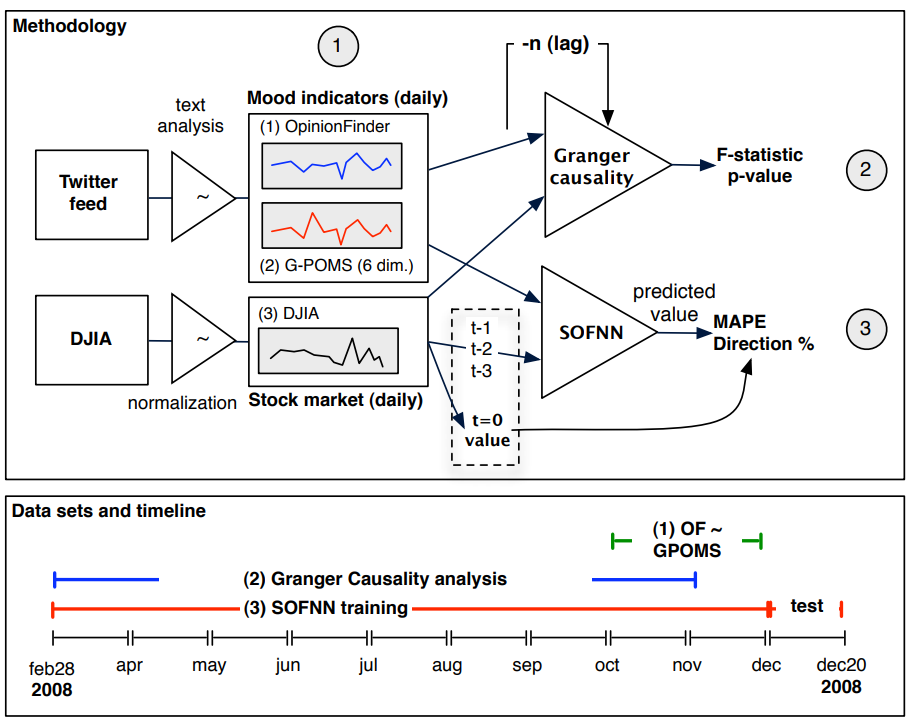 Methodology
1
-n (lag)
text
analysis
Mood indicators (daily)
(1) OpinionFinder
Twitter
feed
~
Granger
causality
F-statistic
p-value
2
(2) G-POMS (6 dim.)
DJIA
~
normalization
(3) DJIA
Stock market (daily)
t-1
t-2
t-3
t=0
value
SOFNN
predicted
value
MAPE
Direction %
3
Data sets and timeline
(1) OF ~
GPOMS
(2) Granger Causality analysis
(3) SOFNN training
test
feb28 apr may jun jul aug sep oct nov dec dec20
2008 2008